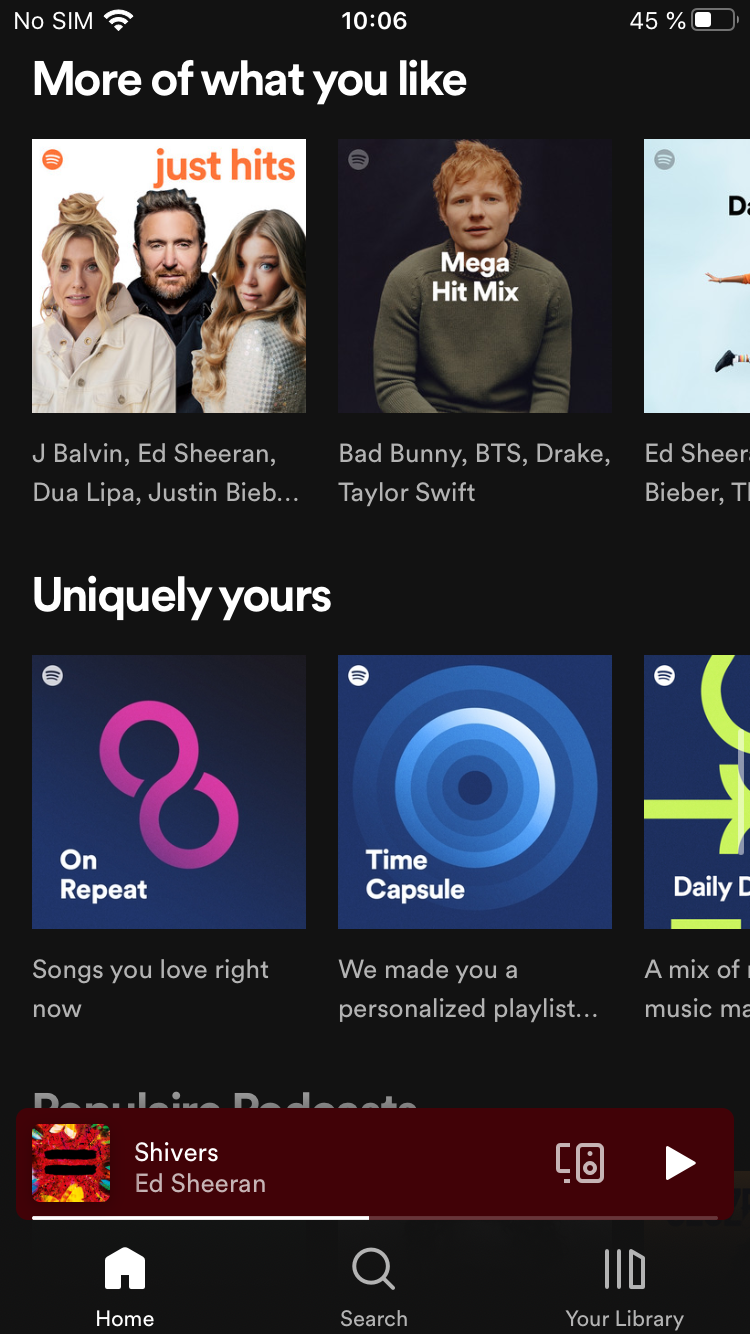 No SIM 10:06 45 %
More of what you like
just hits
Mega
Hit Mix
J Balvin, Ed Sheeran,
Dua Lipa, Justin Bieb...
Bad Bunny, BTS, Drake,
Taylor Swift
Ed Sheer
Bieber, T
Uniquely yours
On
Repeat
Time
Capsule
Daily D
Songs you love right
now
We made you a
personalized playlist...
A mix of
music ma
Populaire Podcasts
Shivers
Ed Sheeran
Home
Search
Your Library